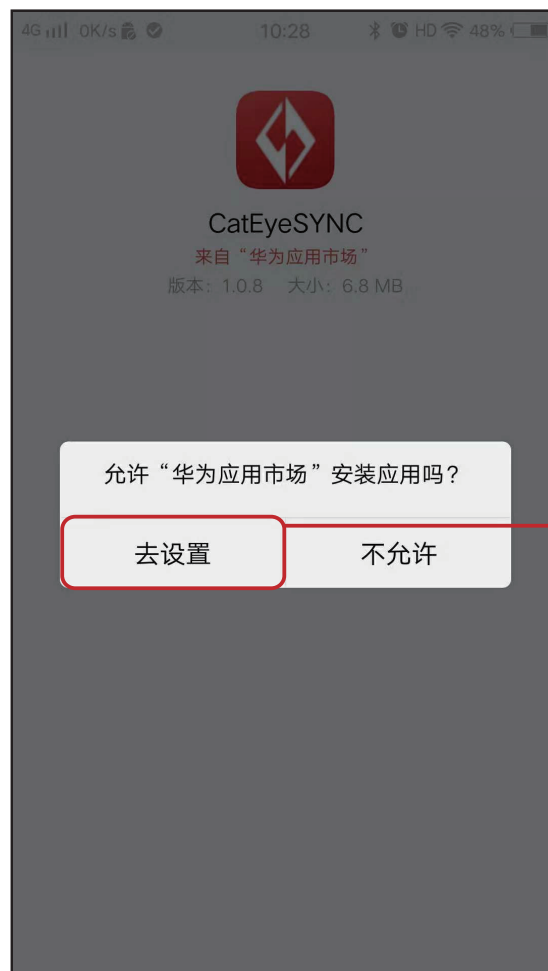 4G 0K/s 10:28 HD 48%
CatEyeSYNC
来自“华为应用市场”
版本：1.0.8 大小：6.8 MB
允许“华为应用市场”安装应用吗？
去设置 不允许